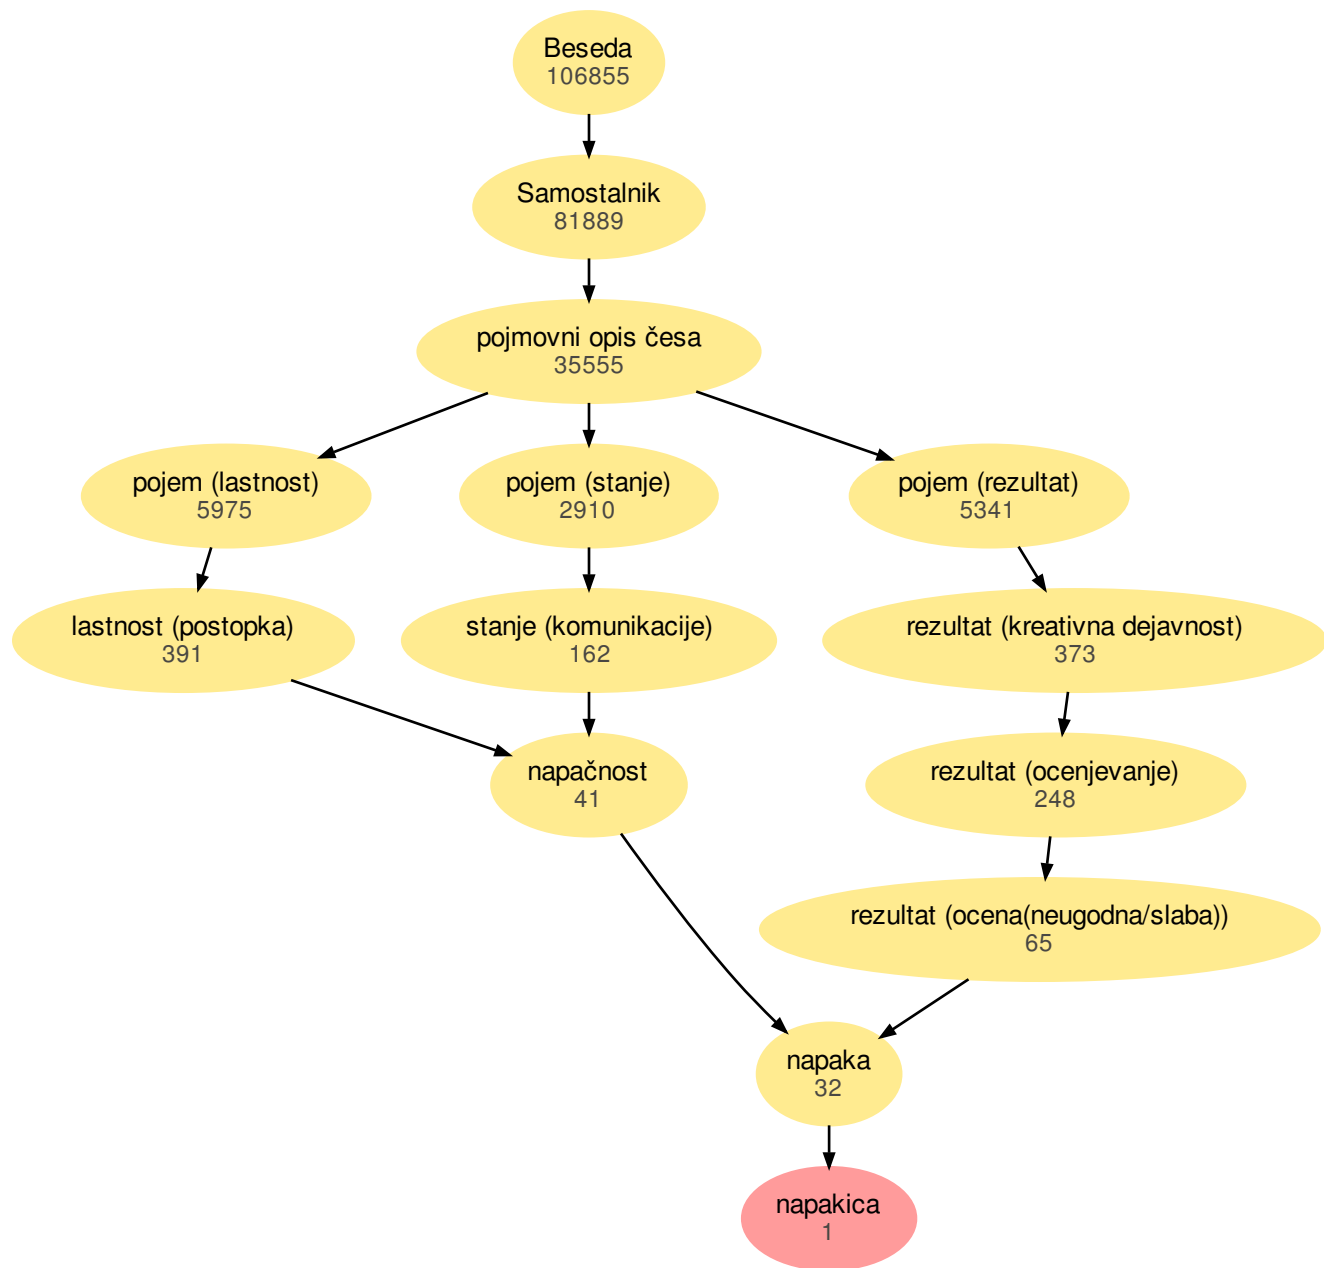 Beseda
106855
Samostalnik
81889
pojmovni opis česa
35555
pojem (lastnost)
5975
pojem (stanje)
2910
pojem (rezultat)
5341
lastnost (postopka)
391
stanje (komunikacije)
162
rezultat (kreativna dejavnost)
373
napačnost
41
rezultat (ocenjevanje)
248
rezultat (ocena(neugodna/slaba))
65
napaka
32
napakica
1